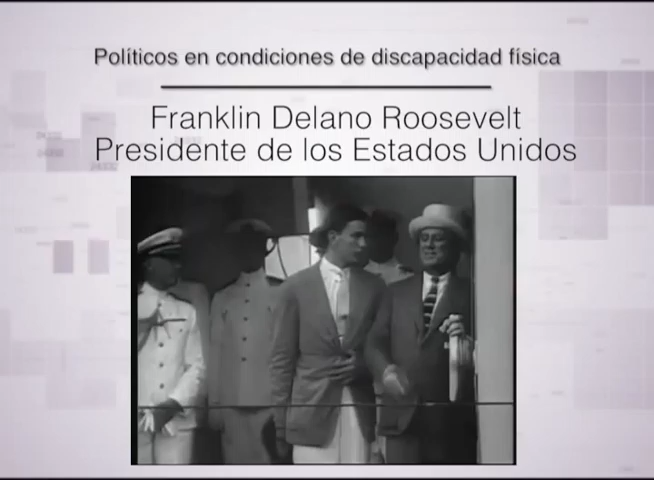 Políticos en condiciones de discapacidad física
Franklin Delano Roosevelt
Presidente de los Estados Unidos